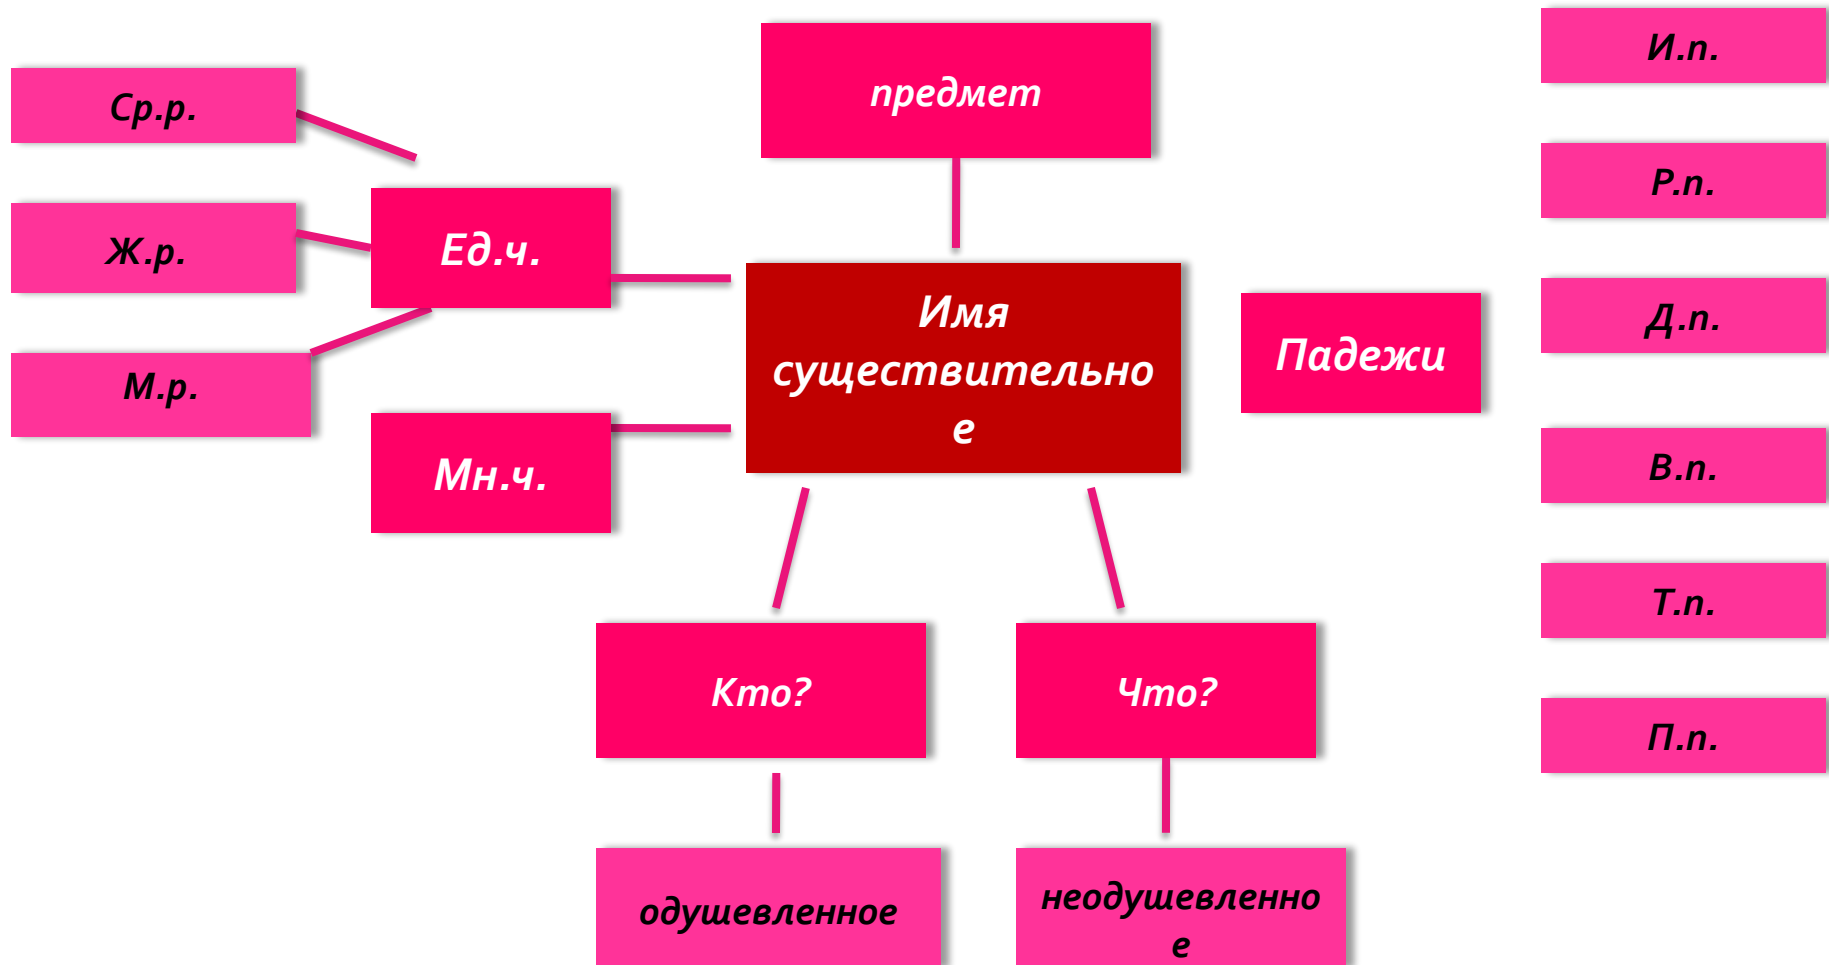 предмет
Ср.р.
Ж.р.
М.р.
Ед.ч.
Мн.ч.
Имя
существительно
е
Падежи
И.п.
Р.п.
Д.п.
В.п.
Т.п.
П.п.
Кто?
Что?
одушевленное
неодушевленно
е